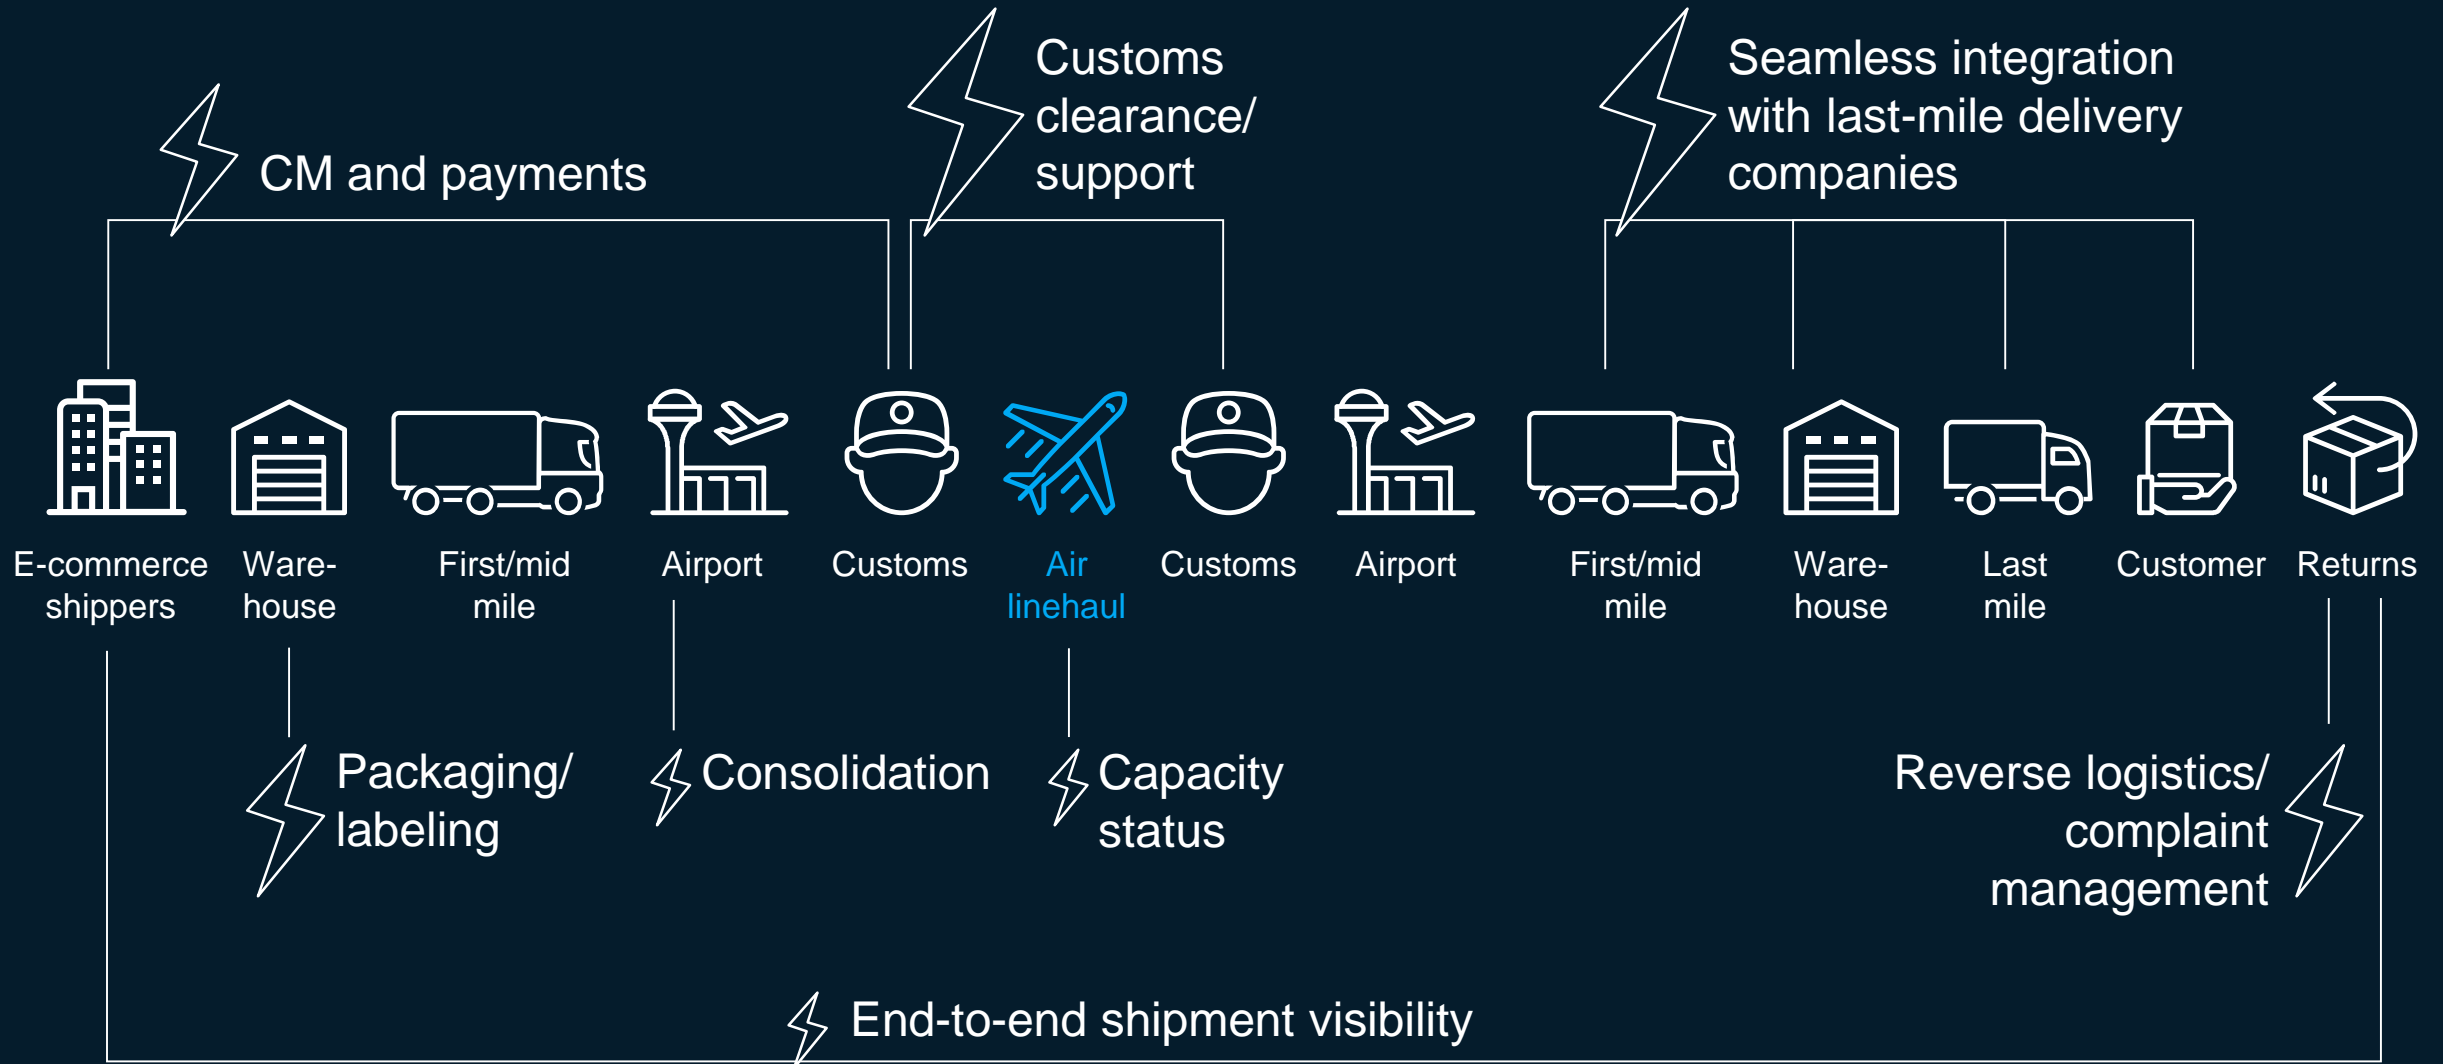 CM and payments
Customs
clearance/
support
Seamless integration
with last-mile delivery
companies
E-commerce
shippers
Ware-
house
First/mid
mile
Airport
Customs
Air
linehaul
Customs
Airport
First/mid
mile
Ware-
house
Last
mile
Customer
Returns
Packaging/
labeling
Consolidation
Capacity
status
Reverse logistics/
complaint
management
End-to-end shipment visibility